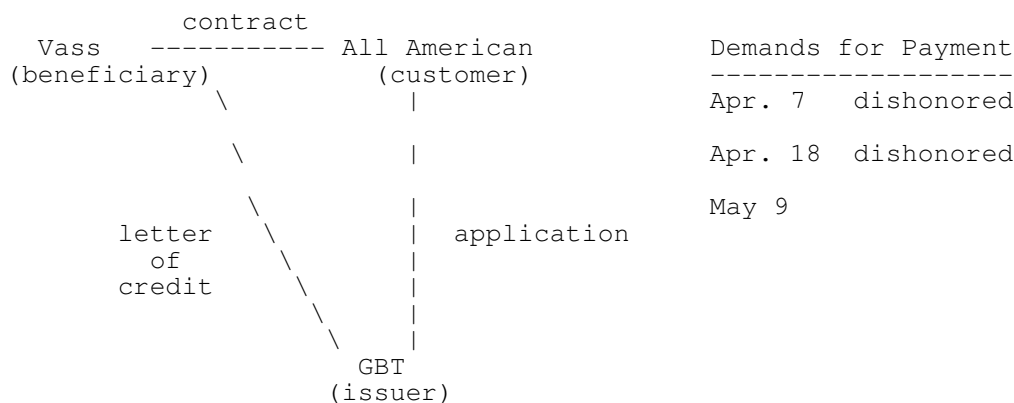 contract
Vass ----------- All American Demands for Payment
(beneficiary) (customer) -------------------
\ | Apr. 7 dishonored
\ | Apr. 18 dishonored
\ | May 9
letter \ | application
of \ |
credit \ |
\ |
\ |
GBT
(issuer)